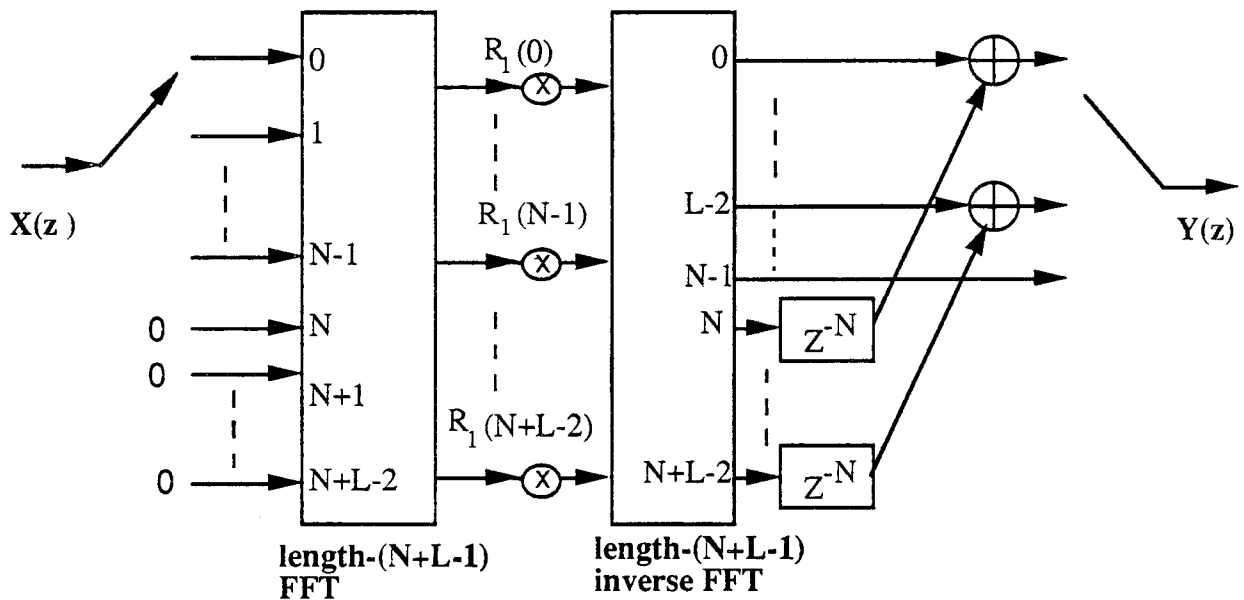 X(z )
0
1
N-1
0 N
0 N+1
0 N+L-2
length-(N+L-1)
FFT
R₁(0)
X
R₁(N-1)
X
R₁(N+L-2)
X
length-(N+L-1)
inverse FFT
0
L-2
N-1
N
N+L-2
Z⁻ᴺ
Z⁻ᴺ
Y(z)